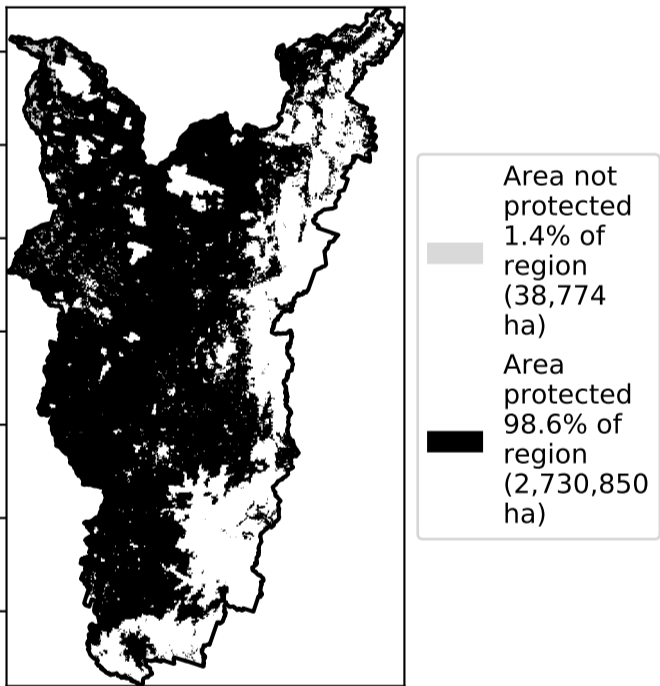 Area not
protected
1.4% of
region
(38,774
ha)
Area
protected
98.6% of
region
(2,730,850
ha)